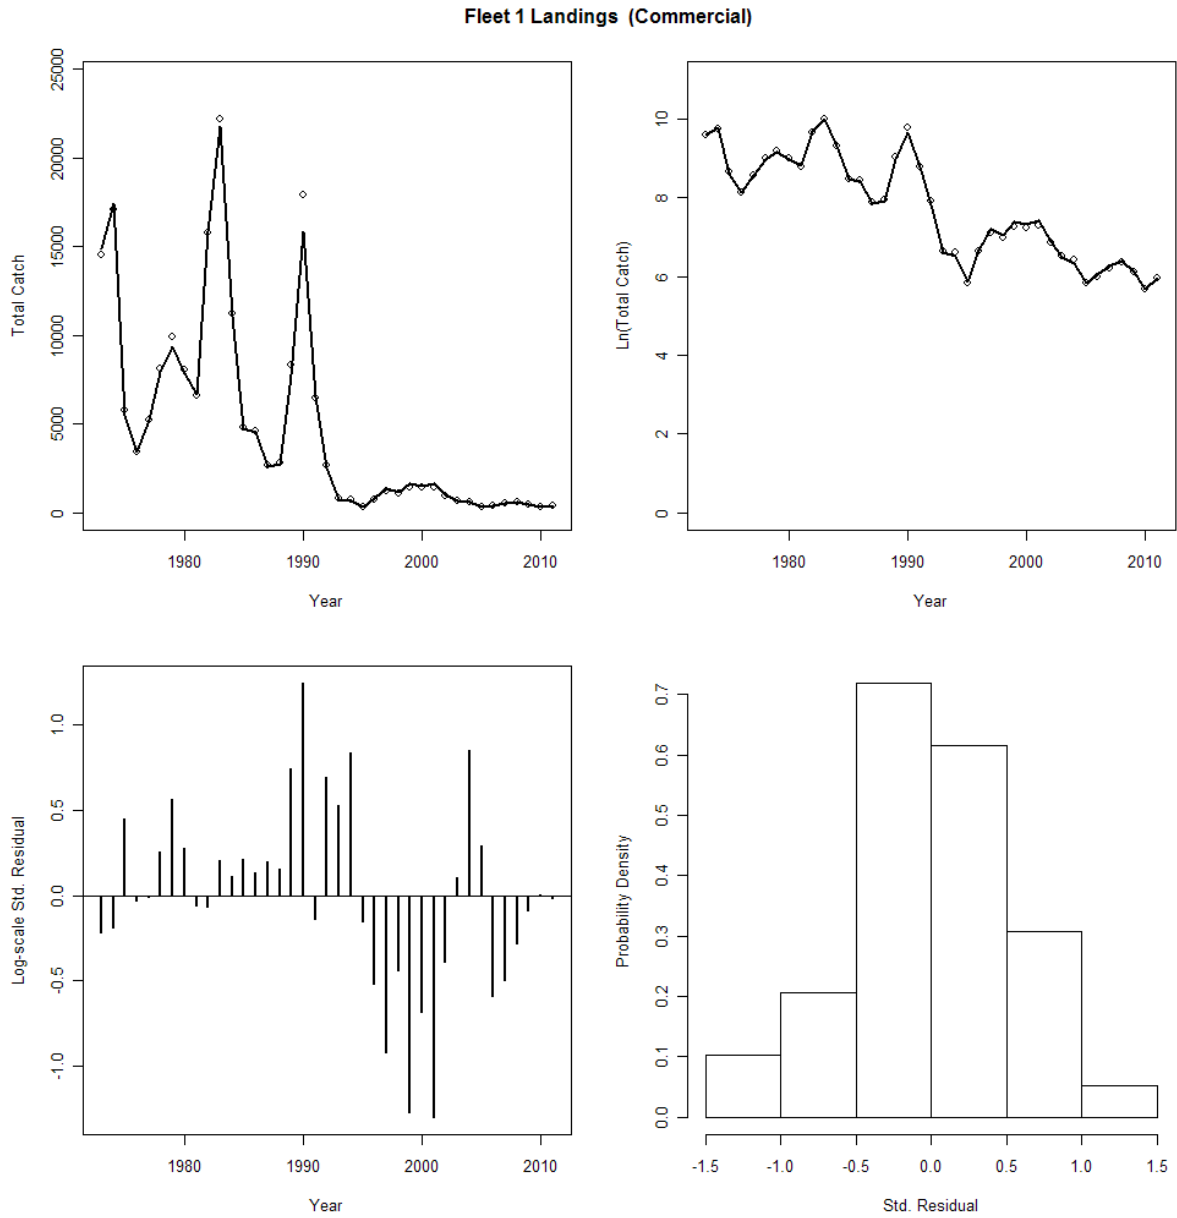 Fleet 1 Landings (Commercial)
Total Catch
25000
20000
15000
10000
5000
0
1980 1990 2000 2010
Year
Ln(Total Catch)
10
8
6
4
2
0
1980 1990 2000 2010
Year
Log-scale Std. Residual
1.0
0.5
0.0
-0.5
-1.0
1980 1990 2000 2010
Year
Probability Density
0.7
0.6
0.5
0.4
0.3
0.2
0.1
0.0
-1.5 -1.0 -0.5 0.0 0.5 1.0 1.5
Std. Residual